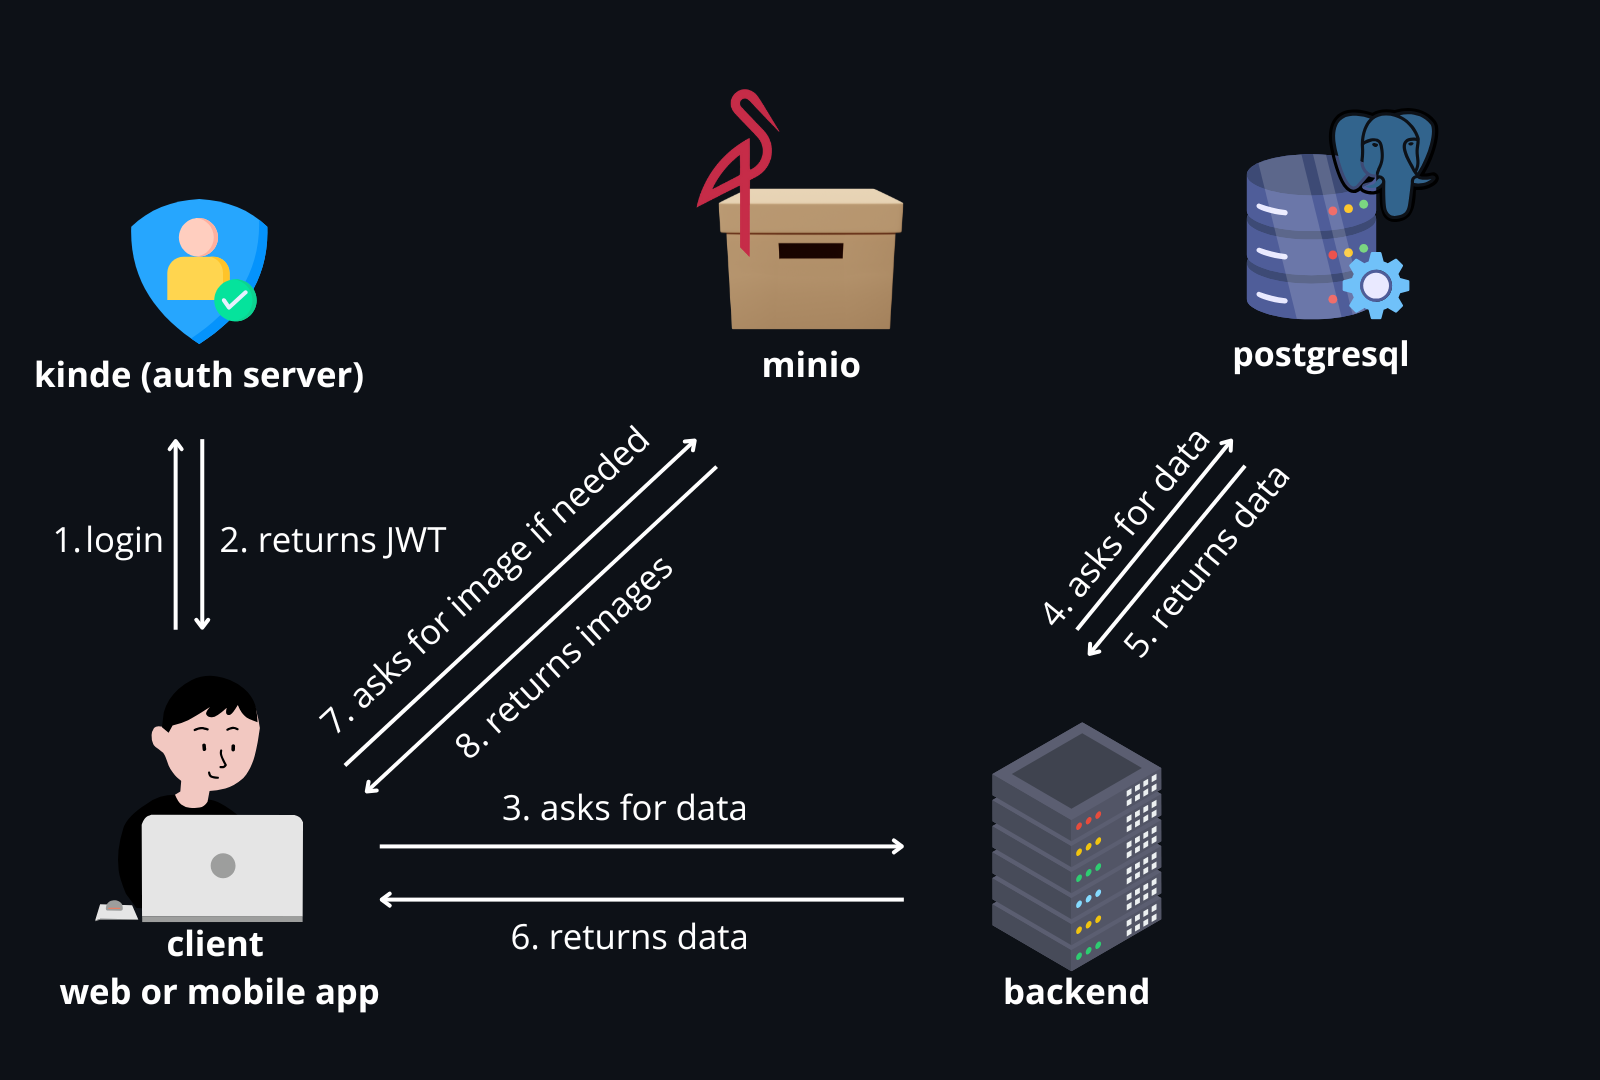 kinde (auth server)
minio
postgresql
1. login
2. returns JWT
7. asks for image if needed
8. returns images
4. asks for data
5. returns data
3. asks for data
6. returns data
client
web or mobile app
backend